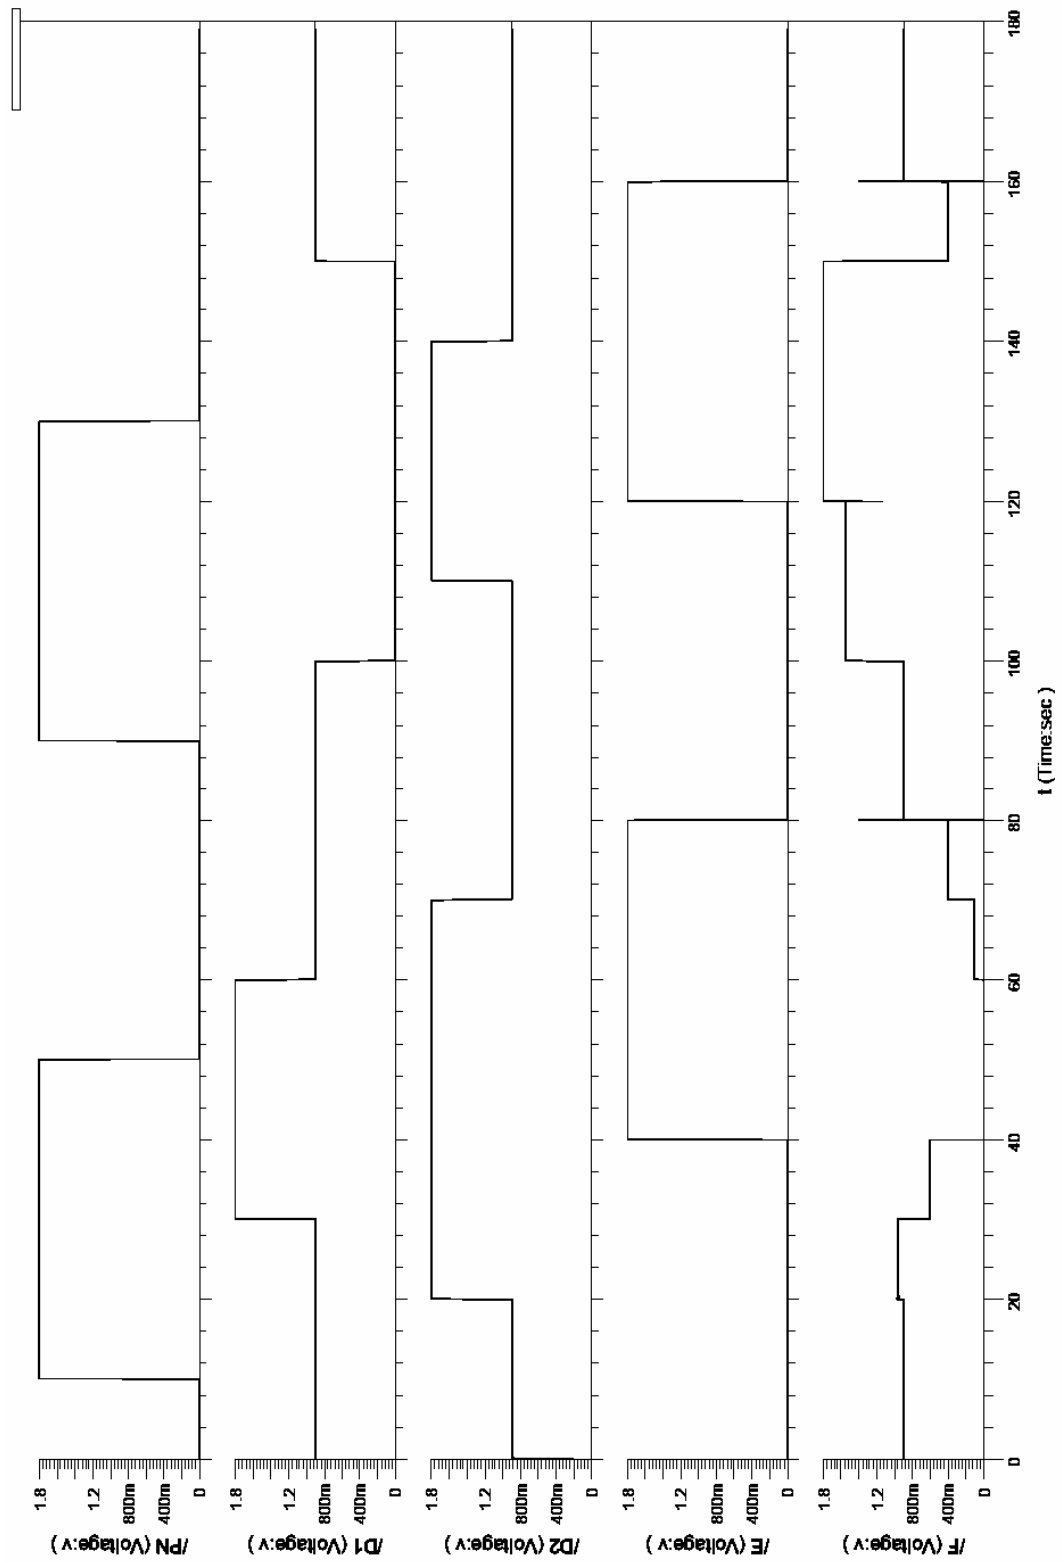 1.8
1.2
800m
400m
0
/PN (Voltage:v )
1.8
1.2
800m
400m
0
/D1 (Voltage:v )
1.8
1.2
800m
400m
0
/D2 (Voltage:v )
1.8
1.2
800m
400m
0
/E (Voltage:v )
1.8
1.2
800m
400m
0
/F (Voltage:v )
0
20
40
60
80
100
120
140
160
180
t (Time:sec )